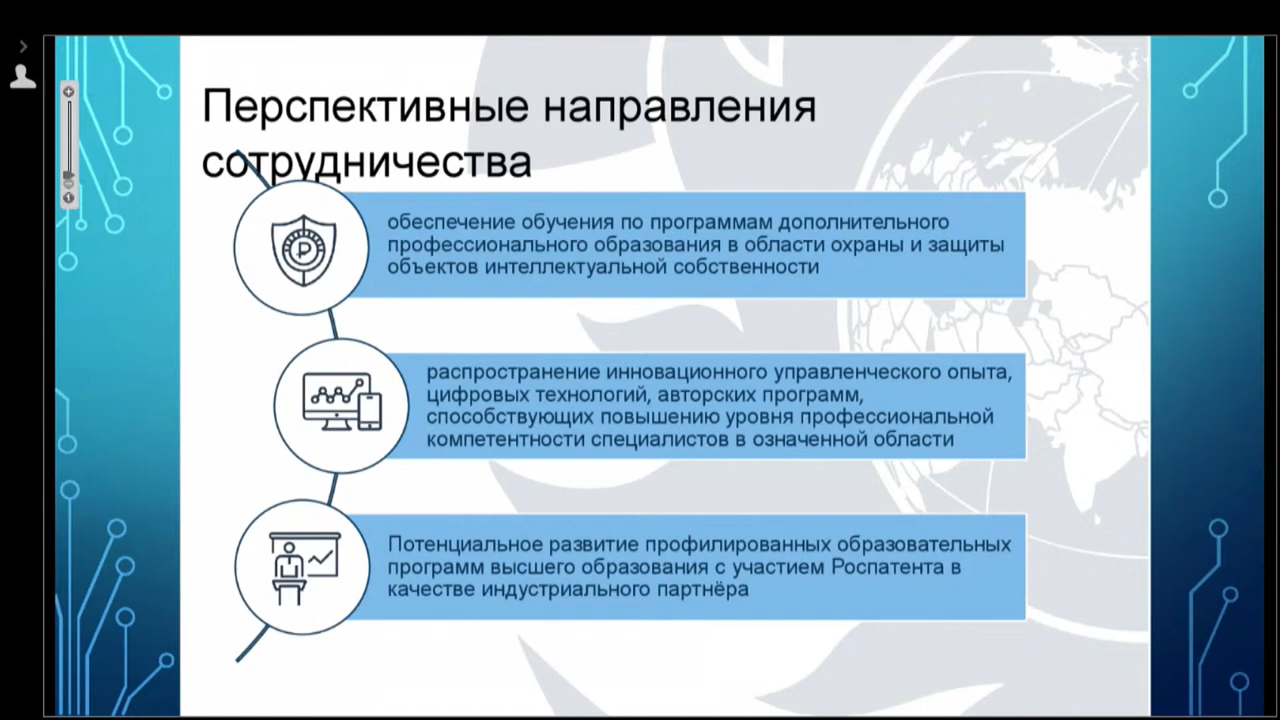 Перспективные направления
сотрудничества
обеспечение обучения по программам дополнительного
профессионального образования в области охраны и защиты
объектов интеллектуальной собственности
распространение инновационного управленческого опыта,
цифровых технологий, авторских программ,
способствующих повышению уровня профессиональной
компетентности специалистов в означенной области
Потенциальное развитие профилированных образовательных
программ высшего образования с участием Роспатента в
качестве индустриального партнёра